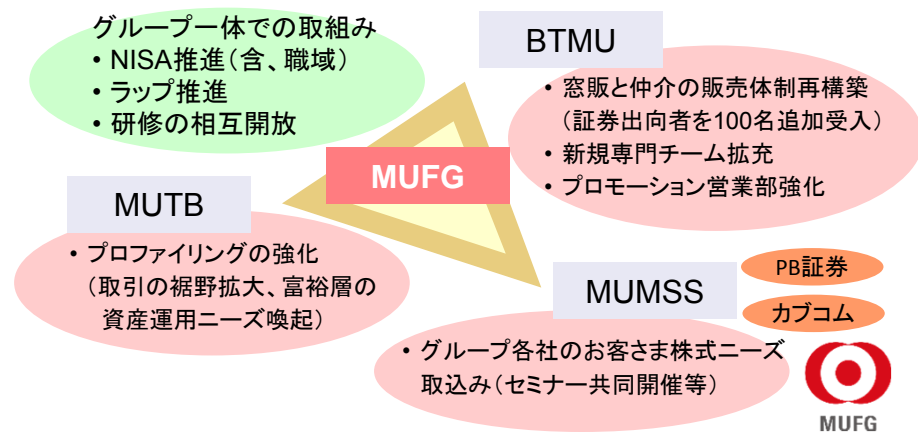 グループ一体での取組み
• NISA推進(含、職域)
• ラップ推進
• 研修の相互開放
BTMU
• 窓販と仲介の販売体制再構築
(証券出向者を100名追加受入)
• 新規専門チーム拡充
• プロモーション営業部強化
MUFG
MUTB
• プロファイリングの強化
(取引の裾野拡大、富裕層の
資産運用ニーズ喚起)
MUMSS
PB証券
カブコム
• グループ各社のお客さま株式ニーズ
取込み(セミナー共同開催等)
MUFG